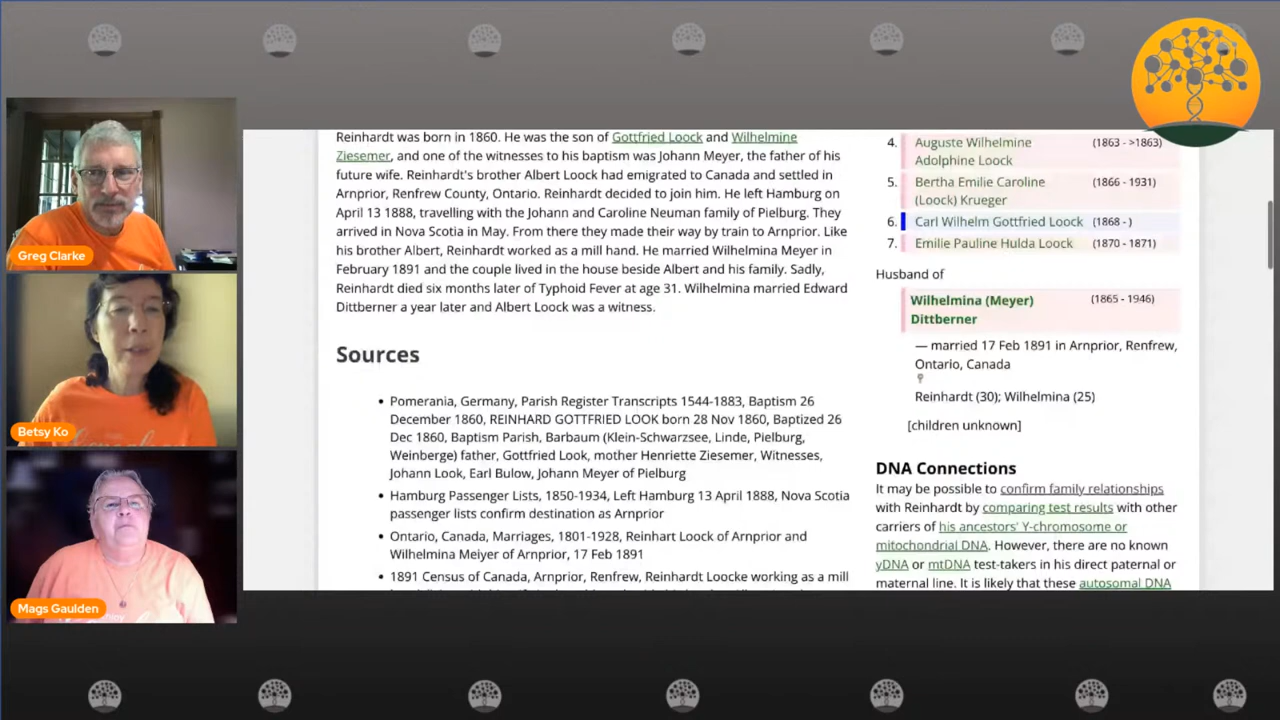 Greg Clarke
Betsy Ko
Mags Gaulden
Reinhardt was born in 1860. He was the son of Gottfried Loock and Wilhelmine
Ziesemer, and one of the witnesses to his baptism was Johann Meyer, the father of his
future wife. Reinhardt's brother Albert Loock had emigrated to Canada and settled in
Arnprior, Renfrew County, Ontario. Reinhardt decided to join him. He left Hamburg on
April 13 1888, travelling with the Johann and Caroline Neuman family of Pielburg. They
arrived in Nova Scotia in May. From there they made their way by train to Arnprior. Like
his brother Albert, Reinhardt worked as a mill hand. He married Wilhelmina Meyer in
February 1891 and the couple lived in the house beside Albert and his family. Sadly,
Reinhardt died six months later of Typhoid Fever at age 31. Wilhelmina married Edward
Dittberner a year later and Albert Loock was a witness.
Sources
• Pomerania, Germany, Parish Register Transcripts 1544-1883, Baptism 26
December 1860, REINHARD GOTTFRIED LOOK born 28 Nov 1860, Baptized 26
Dec 1860, Baptism Parish, Barbaum (Klein-Schwarzsee, Linde, Pielburg,
Weinberge) father, Gottfried Look, mother Henriette Ziesemer, Witnesses,
Johann Look, Earl Bulow, Johann Meyer of Pielburg
• Hamburg Passenger Lists, 1850-1934, Left Hamburg 13 April 1888, Nova Scotia
passenger lists confirm destination as Arnprior
• Ontario, Canada, Marriages, 1801-1928, Reinhart Loock of Arnprior and
Wilhelmina Meiyer of Arnprior, 17 Feb 1891
• 1891 Census of Canada, Arnprior, Renfrew, Reinhardt Loocke working as a mill
4. Auguste Wilhelmine (1863 - >1863)
Adolphine Loock
5. Bertha Emilie Caroline (1866 - 1931)
(Loock) Krueger
6. Carl Wilhelm Gottfried Loock (1868 - )
7. Emilie Pauline Hulda Loock (1870 - 1871)
Husband of
Wilhelmina (Meyer) (1865 - 1946)
Dittberner
— married 17 Feb 1891 in Arnprior, Renfrew,
Ontario, Canada
Reinhardt (30); Wilhelmina (25)
[children unknown]
DNA Connections
It may be possible to confirm family relationships
with Reinhardt by comparing test results with other
carriers of his ancestors' Y-chromosome or
mitochondrial DNA. However, there are no known
yDNA or mtDNA test-takers in his direct paternal or
maternal line. It is likely that these autosomal DNA